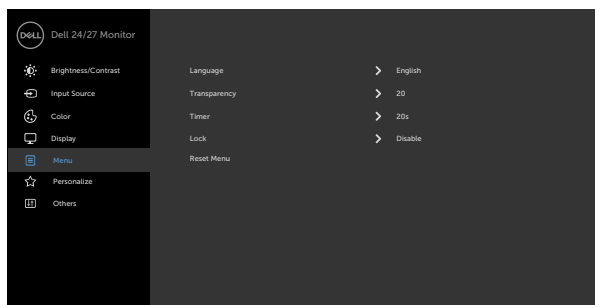 DELL Dell 24/27 Monitor
Brightness/Contrast Language English
Input Source Transparency 20
Color Timer 20s
Display Lock Disable
Menu Reset Menu
Personalize
Others